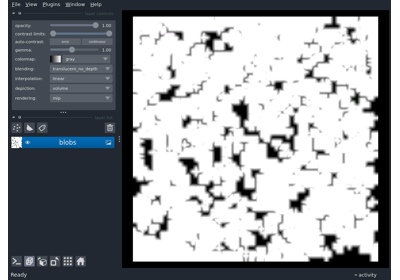 File View Plugins Window Help
opacity: 1.00
contrast limits:
auto-contrast: once continuous
gamma: 1.00
colormap: gray
blending: translucent_no_depth
interpolation: linear
depiction: volume
rendering: mip
blobs
Ready activity